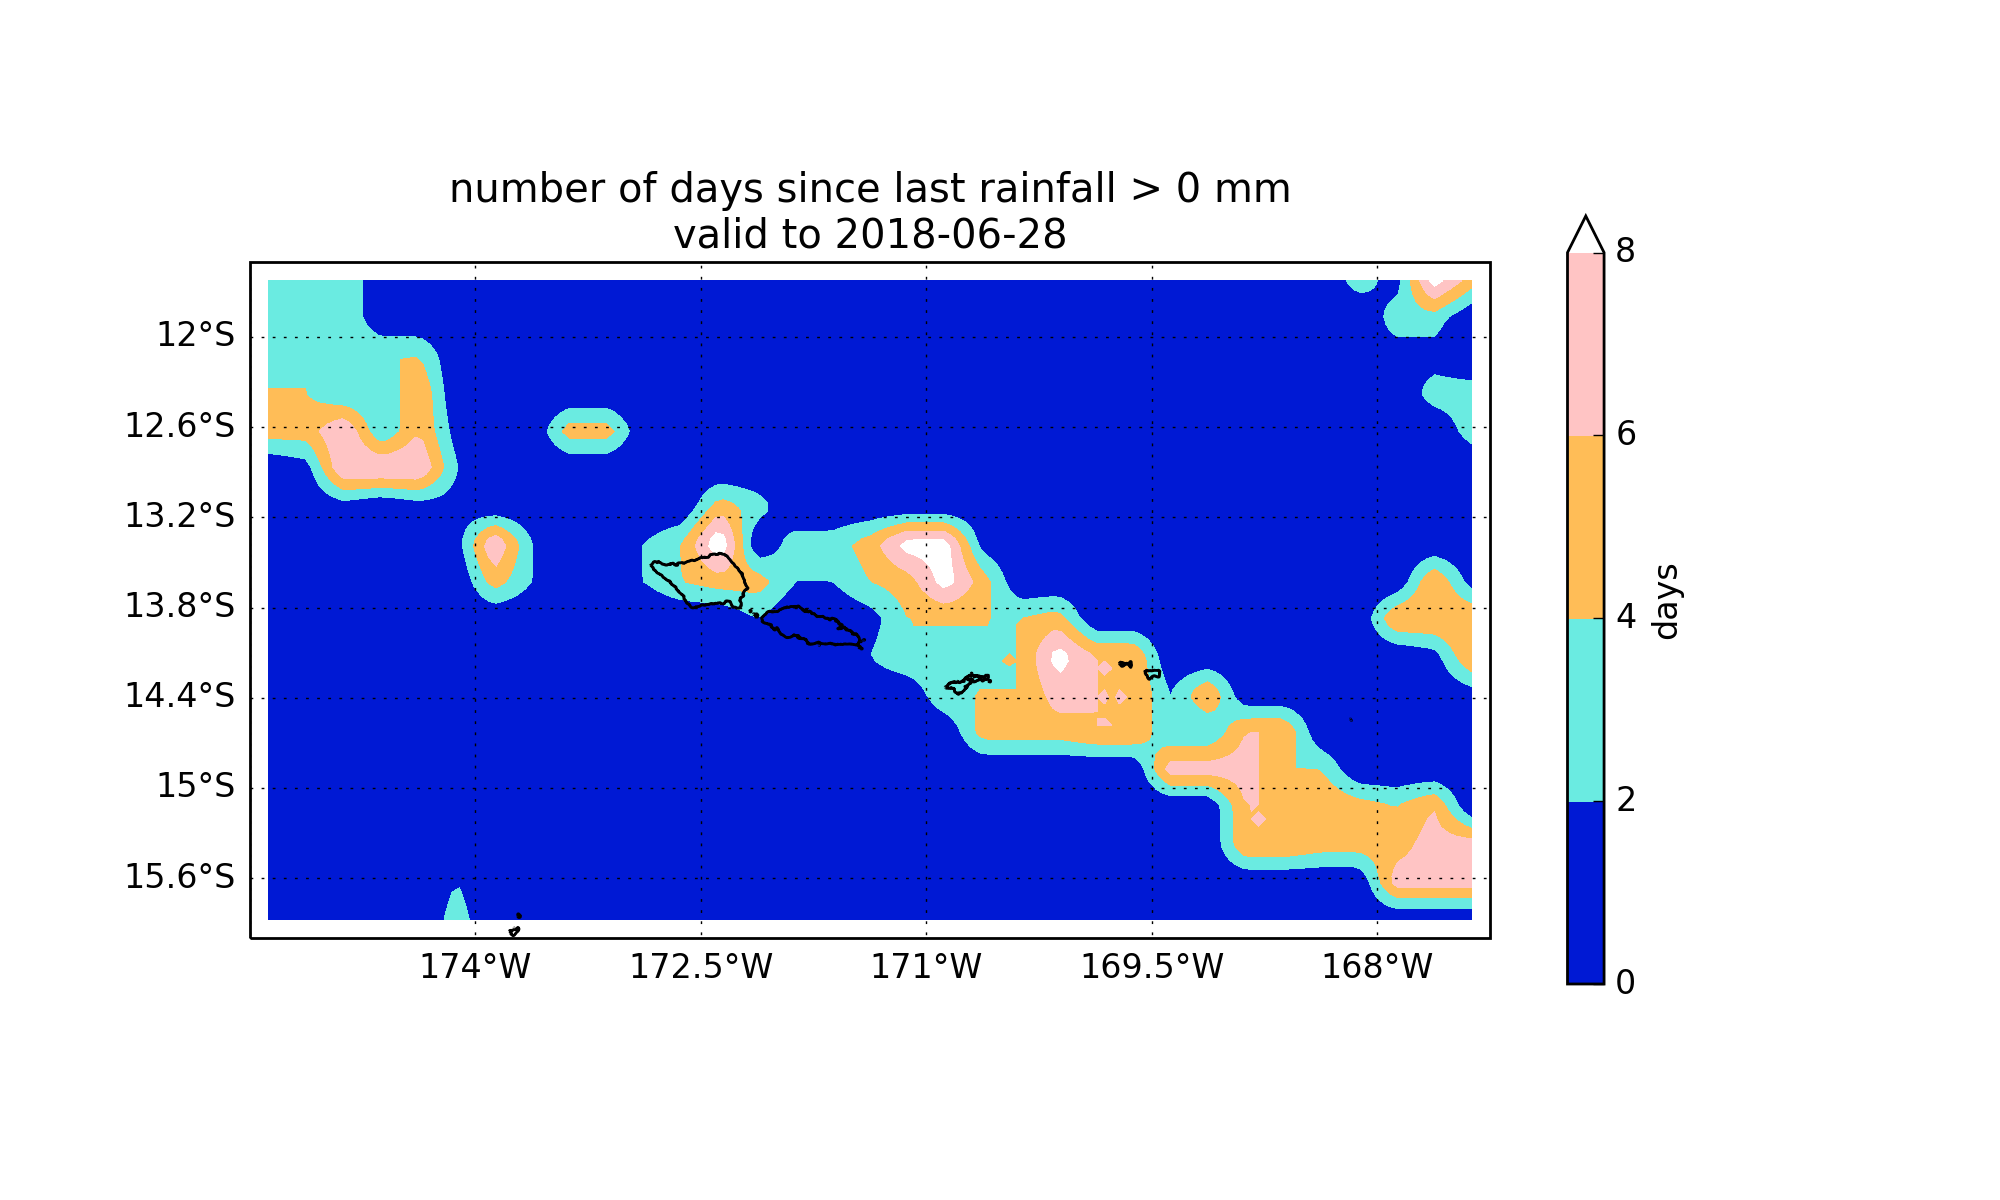 number of days since last rainfall > 0 mm
valid to 2018-06-28
12°S
12.6°S
13.2°S
13.8°S
14.4°S
15°S
15.6°S
174°W 172.5°W 171°W 169.5°W 168°W
8
6
4
2
0
days